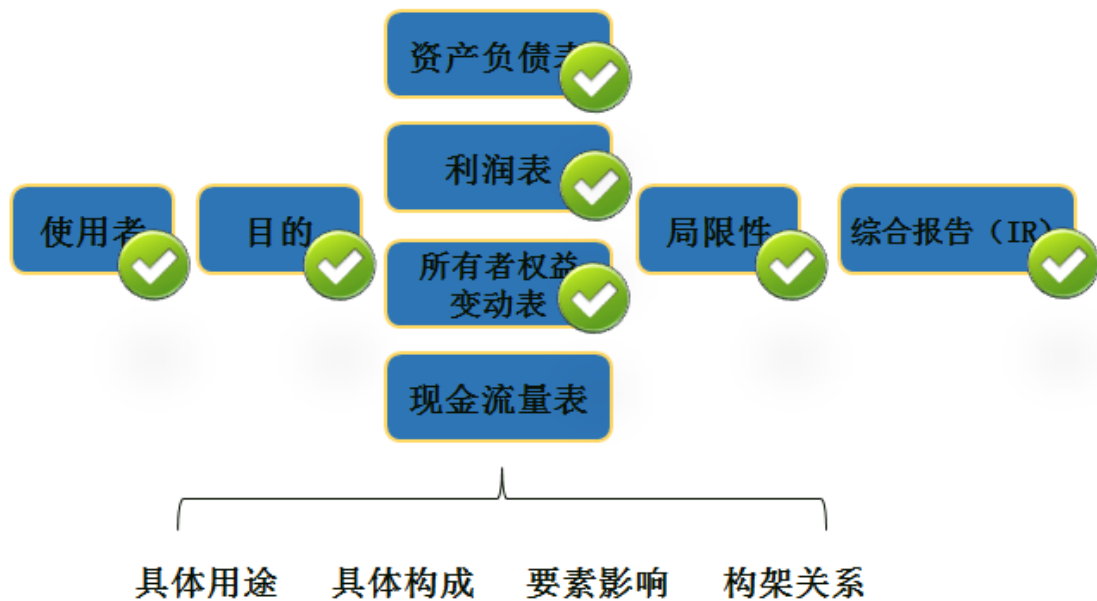 使用者
目的
资产负债表
利润表
所有者权益
变动表
现金流量表
局限性
综合报告（IR）
具体用途 具体构成 要素影响 构架关系